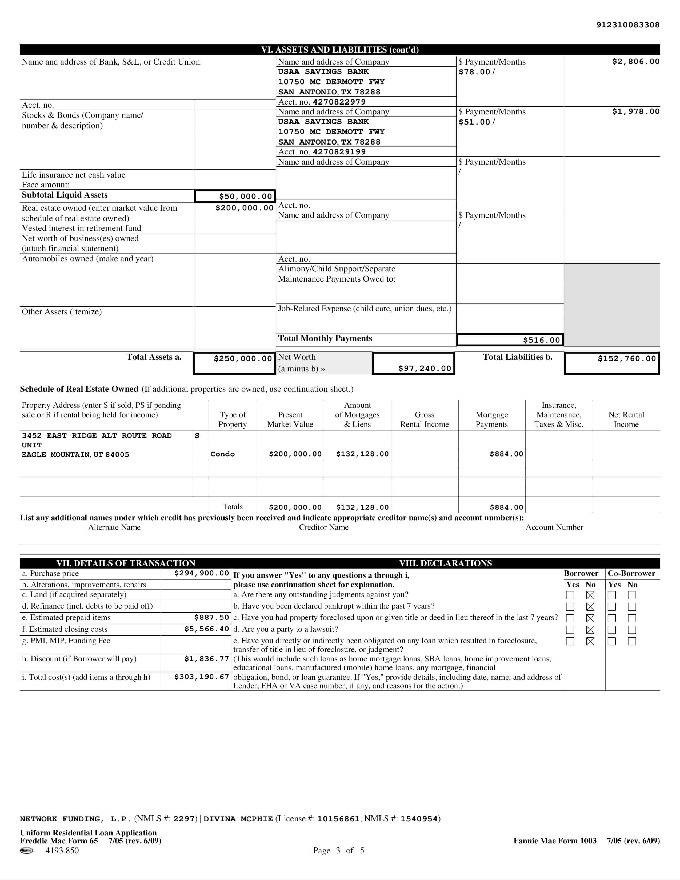 912310083308
VI. ASSETS AND LIABILITIES (cont'd)
Name and address of Bank, S&L, or Credit Union
Name and address of Company
$ Payment/Months
$2,806.00
USAA SAVINGS BANK
$78.00 /
10750 MC DERMOTT FWY
SAN ANTONIO, TX 78288
Acct. no.
Acct. no. 4270822979
Stocks & Bonds (Company name/
number & description)
Name and address of Company
$ Payment/Months
$1,978.00
USAA SAVINGS BANK
$51.00 /
10750 MC DERMOTT FWY
SAN ANTONIO, TX 78288
Acct. no. 4270829199
Name and address of Company
$ Payment/Months
/
Life insurance net cash value
Face amount:
Subtotal Liquid Assets
$50,000.00
Real estate owned (enter market value from
schedule of real estate owned)
$200,000.00
Acct. no.
Name and address of Company
$ Payment/Months
/
Vested interest in retirement fund
Net worth of business(es) owned
(attach financial statement)
Automobiles owned (make and year)
Acct. no.
Alimony/Child Support/Separate
Maintenance Payments Owed to:
Other Assets (itemize)
Job-Related Expense (child care, union dues, etc.)
Total Monthly Payments
$516.00
Total Assets a.
$250,000.00
Net Worth
(a minus b) »
$97,240.00
Total Liabilities b.
$152,760.00
Schedule of Real Estate Owned (If additional properties are owned, use continuation sheet.)
Property Address (enter S if sold, PS if pending
sale or R if rental being held for income)
Type of
Property
Present
Market Value
Amount
of Mortgages
& Liens
Gross
Rental Income
Mortgage
Payments
Insurance,
Maintenance,
Taxes & Misc.
Net Rental
Income
3452 EAST RIDGE ALT ROUTE ROAD S
UNIT
EAGLE MOUNTAIN, UT 84005
Condo
$200,000.00
$132,128.00
$884.00
Totals
$200,000.00
$132,128.00
$884.00
List any additional names under which credit has previously been received and indicate appropriate creditor name(s) and account number(s):
Alternate Name
Creditor Name
Account Number
VII. DETAILS OF TRANSACTION
VIII. DECLARATIONS
a. Purchase price
$294,900.00
If you answer "Yes" to any questions a through i,
please use continuation sheet for explanation.
Borrower
Co-Borrower
Yes No
Yes No
b. Alterations, improvements, repairs
c. Land (if acquired separately)
a. Are there any outstanding judgments against you?
d. Refinance (incl. debts to be paid off)
b. Have you been declared bankrupt within the past 7 years?
e. Estimated prepaid items
$887.50
c. Have you had property foreclosed upon or given title or deed in lieu thereof in the last 7 years?
f. Estimated closing costs
$5,566.40
d. Are you a party to a lawsuit?
g. PMI, MIP, Funding Fee
e. Have you directly or indirectly been obligated on any loan which resulted in foreclosure,
transfer of title in lieu of foreclosure, or judgment?
h. Discount (if Borrower will pay)
$1,836.77
(This would include such loans as home mortgage loans, SBA loans, home improvement loans,
educational loans, manufactured (mobile) home loans, any mortgage, financial
i. Total cost(s) (add items a through h)
$303,190.67
obligation, bond, or loan guarantee. If "Yes," provide details, including date, name, and address of
Lender, FHA or VA case number, if any, and reasons for the action.)
NETWORK FUNDING, L.P. (NMLS #: 2297) | DIVINA MCPHIE (License #: 10156861, NMLS #: 1540954)
Uniform Residential Loan Application
Freddie Mac Form 65 7/05 (rev. 6/09)
Fannie Mae Form 1003 7/05 (rev. 6/09)
4193.850
Page 3 of 5